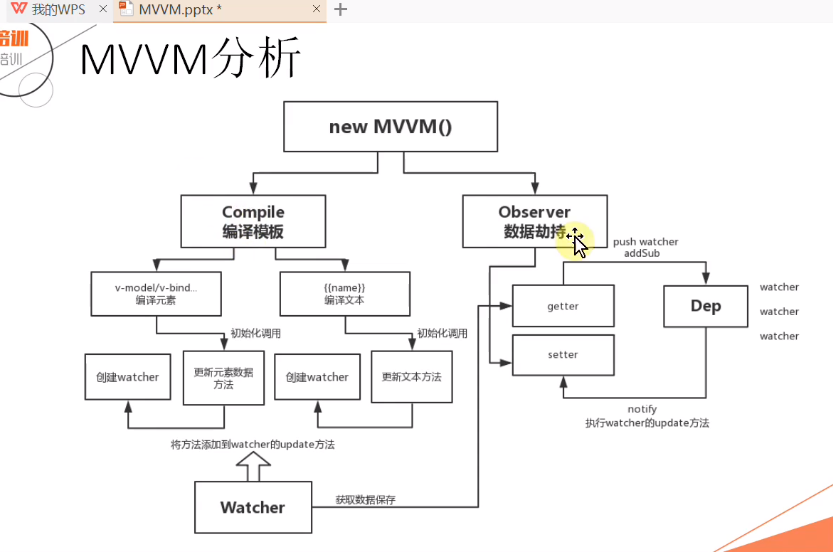 我的WPS
MVVM.pptx *
培训
培训
MVVM分析
new MVVM()
Compile
编译模板
Observer
数据劫持
push watcher
addSub
v-model/v-bind...
编译元素
{{name}}
编译文本
getter
Dep
watcher
watcher
watcher
初始化调用
初始化调用
setter
创建watcher
更新元素数据
方法
创建watcher
更新文本方法
notify
执行watcher的update方法
将方法添加到watcher的update方法
Watcher
获取数据保存